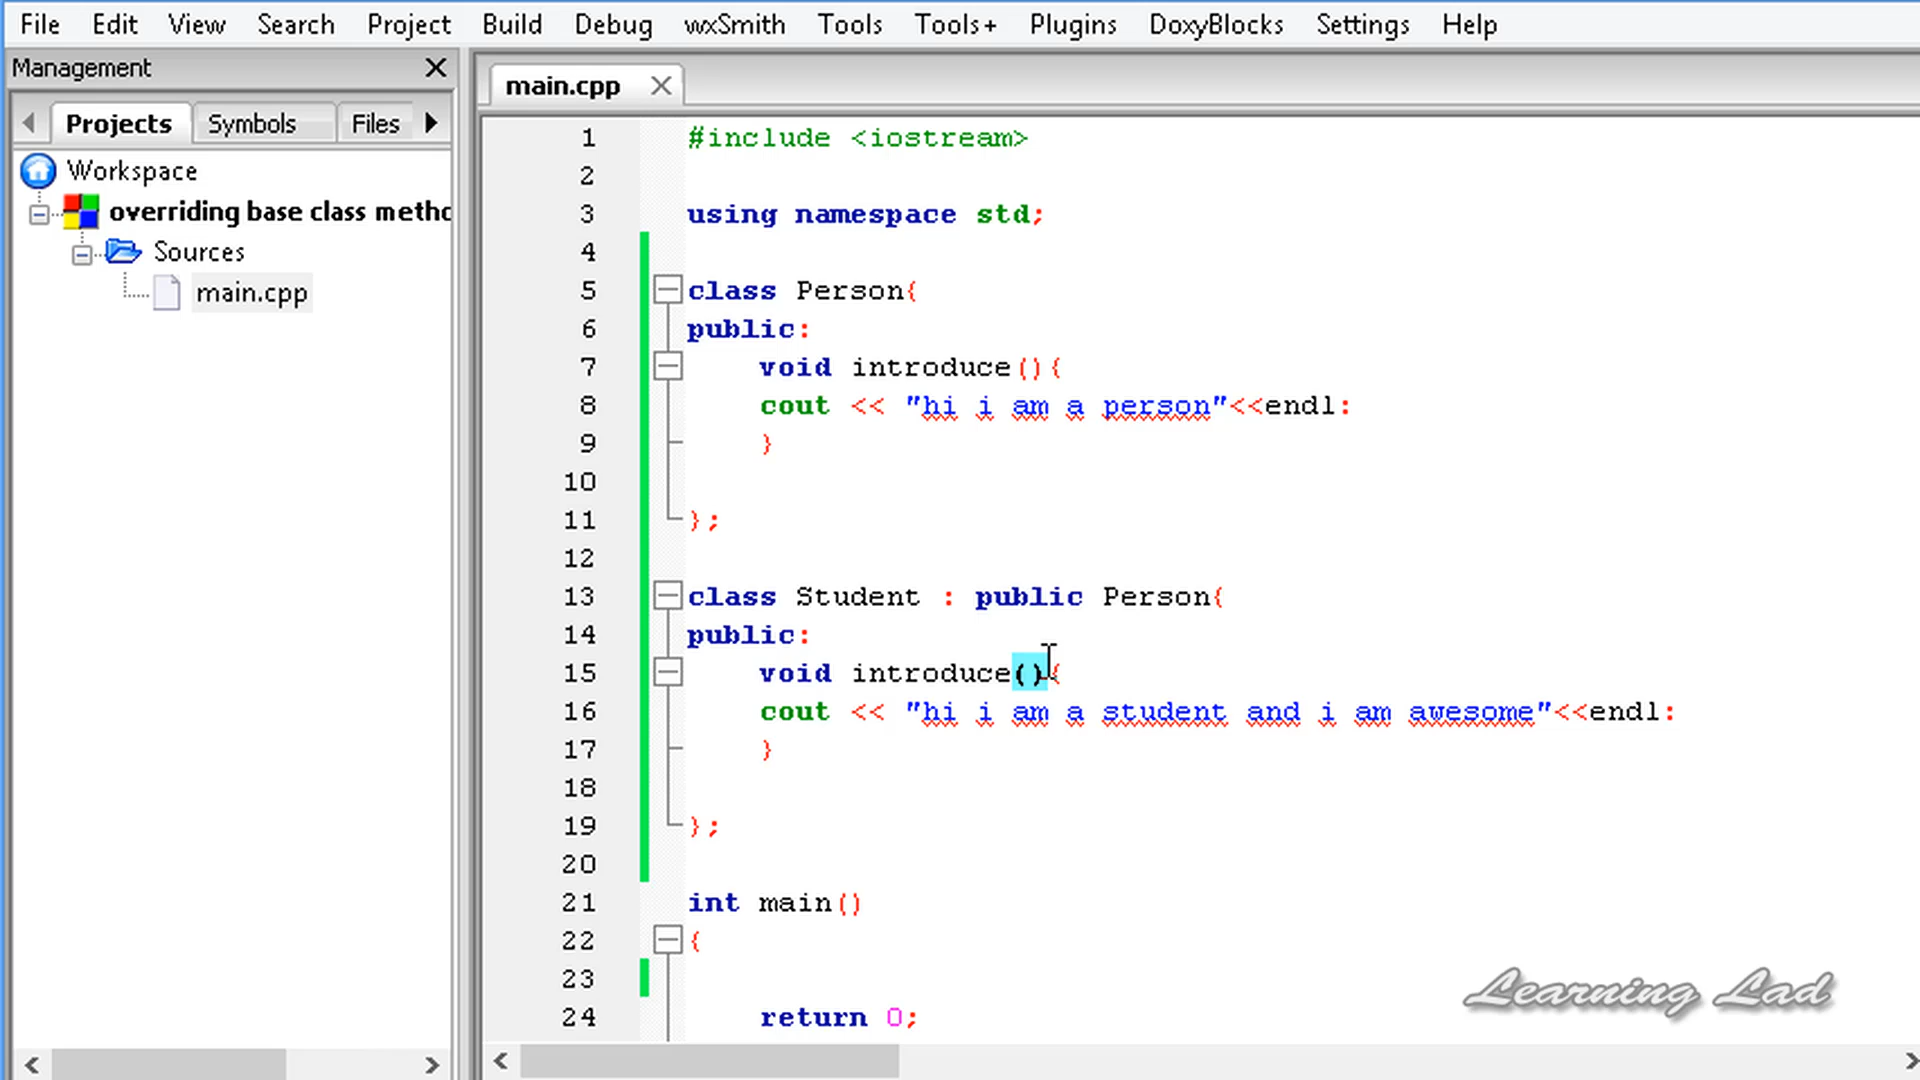 File Edit View Search Project Build Debug wxSmith Tools Tools+ Plugins DoxyBlocks Settings Help
Management
main.cpp
Projects Symbols Files
Workspace
overriding base class metho
Sources
main.cpp
1 #include <iostream>
2
3 using namespace std;
4
5 class Person{
6 public:
7 void introduce(){
8 cout << "hi i am a person"<<endl:
9 }
10
11 };
12
13 class Student : public Person{
14 public:
15 void introduce(){
16 cout << "hi i am a student and i am awesome"<<endl:
17 }
18
19 };
20
21 int main()
22 {
23
24 return 0;
Learning Lad